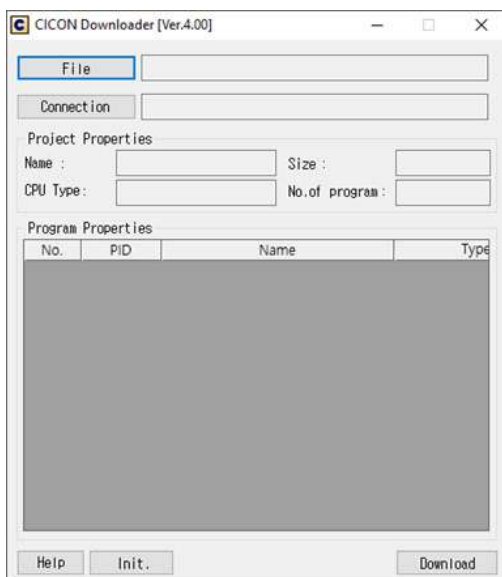 CICON Downloader [Ver.4.00]
File
Connection
Project Properties
Name : Size :
CPU Type: No.of program:
Program Properties
No. PID Name Type
Help Init. Download